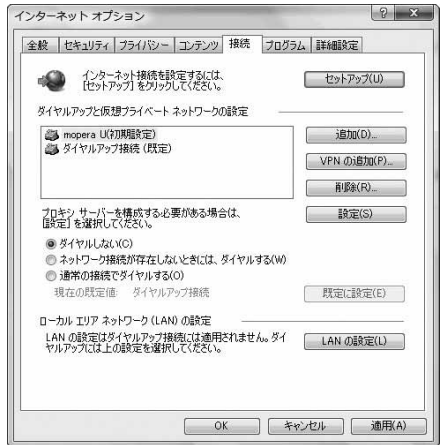 インターネット オプション
全般 セキュリティ プライバシー コンテンツ 接続 プログラム 詳細設定
インターネット接続を設定するには、
[セットアップ] をクリックしてください。
セットアップ(U)
ダイヤルアップと仮想プライベート ネットワークの設定
mopera U(初期設定)
ダイヤルアップ接続 (既定)
追加(D)...
VPN の追加(P)...
削除(R)...
プロキシ サーバーを構成する必要がある場合は、
[設定] を選択してください。
設定(S)
ダイヤルしない(C)
ネットワーク接続が存在しないときには、ダイヤルする(W)
通常の接続でダイヤルする(O)
現在の既定値: ダイヤルアップ接続
既定に設定(E)
ローカル エリア ネットワーク (LAN) の設定
LAN の設定はダイヤルアップ接続には適用されません。ダイ
ヤルアップには上の設定を選択してください。
LAN の設定(L)
OK キャンセル 適用(A)